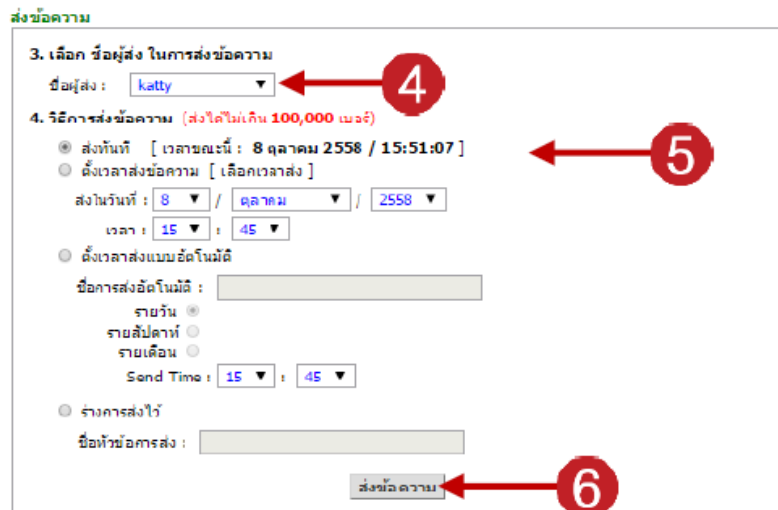 ส่งข้อความ
3. เลือก ชื่อผู้ส่ง ในการส่งข้อความ
ชื่อผู้ส่ง : katty
4
4. วิธีการส่งข้อความ (ส่งได้ไม่เกิน 100,000 เบอร์)
ส่งทันที [ เวลาขณะนี้ : 8 ตุลาคม 2558 / 15:51:07 ]
5
ตั้งเวลาส่งข้อความ [ เลือกเวลาส่ง ]
ส่งในวันที่ : 8 / ตุลาคม / 2558
เวลา : 15 : 45
ตั้งเวลาส่งแบบอัตโนมัติ
ชื่อการส่งอัตโนมัติ :
รายวัน
รายสัปดาห์
รายเดือน
Send Time : 15 : 45
ร่างการส่งไว้
ชื่อหัวข้อการส่ง :
ส่งข้อความ
6